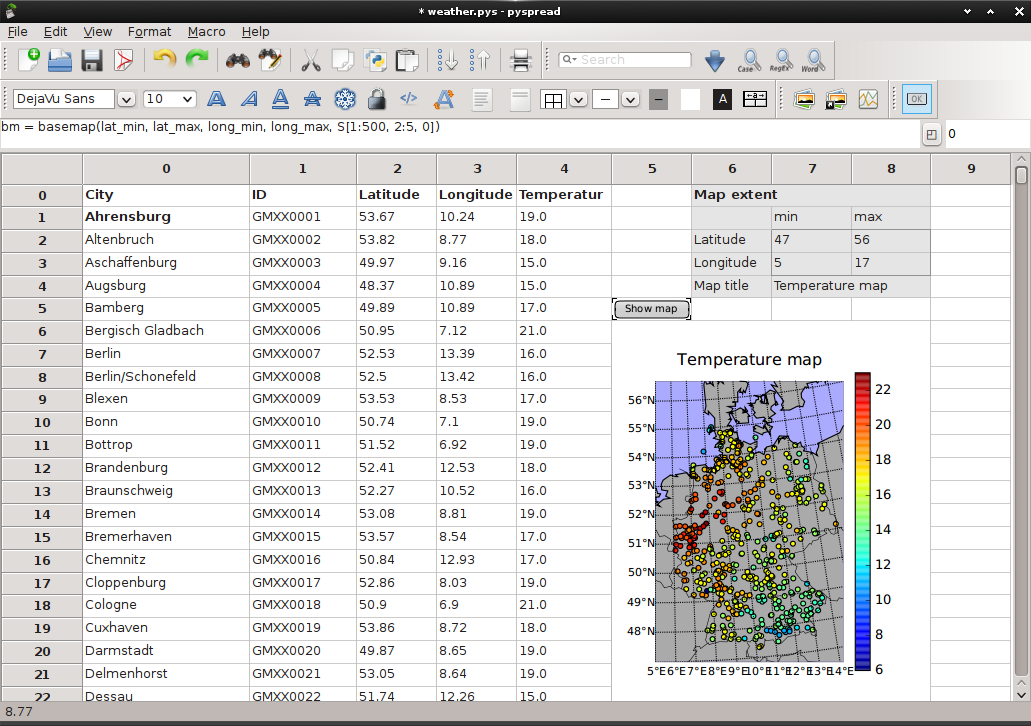 * weather.pys - pyspread
File Edit View Format Macro Help
Search Case RegEx Word
DejaVu Sans 10 A A A A </> A A OK
bm = basemap(lat_min, lat_max, long_min, long_max, S[1:500, 2:5, 0]) 0
0 1 2 3 4 5 6 7 8 9
0 City ID Latitude Longitude Temperatur Map extent
1 Ahrensburg GMXX0001 53.67 10.24 19.0 min max
2 Altenbruch GMXX0002 53.82 8.77 18.0 Latitude 47 56
3 Aschaffenburg GMXX0003 49.97 9.16 15.0 Longitude 5 17
4 Augsburg GMXX0004 48.37 10.89 15.0 Map title Temperature map
5 Bamberg GMXX0005 49.89 10.89 17.0 Show map
6 Bergisch Gladbach GMXX0006 50.95 7.12 21.0
7 Berlin GMXX0007 52.53 13.39 16.0
8 Berlin/Schonefeld GMXX0008 52.5 13.42 16.0
9 Blexen GMXX0009 53.53 8.53 17.0
10 Bonn GMXX0010 50.74 7.1 19.0
11 Bottrop GMXX0011 51.52 6.92 19.0
12 Brandenburg GMXX0012 52.41 12.53 18.0
13 Braunschweig GMXX0013 52.27 10.52 16.0
14 Bremen GMXX0014 53.08 8.81 19.0
15 Bremerhaven GMXX0015 53.57 8.54 17.0
16 Chemnitz GMXX0016 50.84 12.93 17.0
17 Cloppenburg GMXX0017 52.86 8.03 19.0
18 Cologne GMXX0018 50.9 6.9 21.0
19 Cuxhaven GMXX0019 53.86 8.72 18.0
20 Darmstadt GMXX0020 49.87 8.65 19.0
21 Delmenhorst GMXX0021 53.05 8.64 19.0
22 Dessau GMXX0022 51.74 12.26 15.0
Temperature map
56°N
55°N
54°N
53°N
52°N
51°N
50°N
49°N
48°N
5°E 6°E 7°E 8°E 9°E 10°E 11°E 12°E 13°E 14°E
22
20
18
16
14
12
10
8
6
8.77